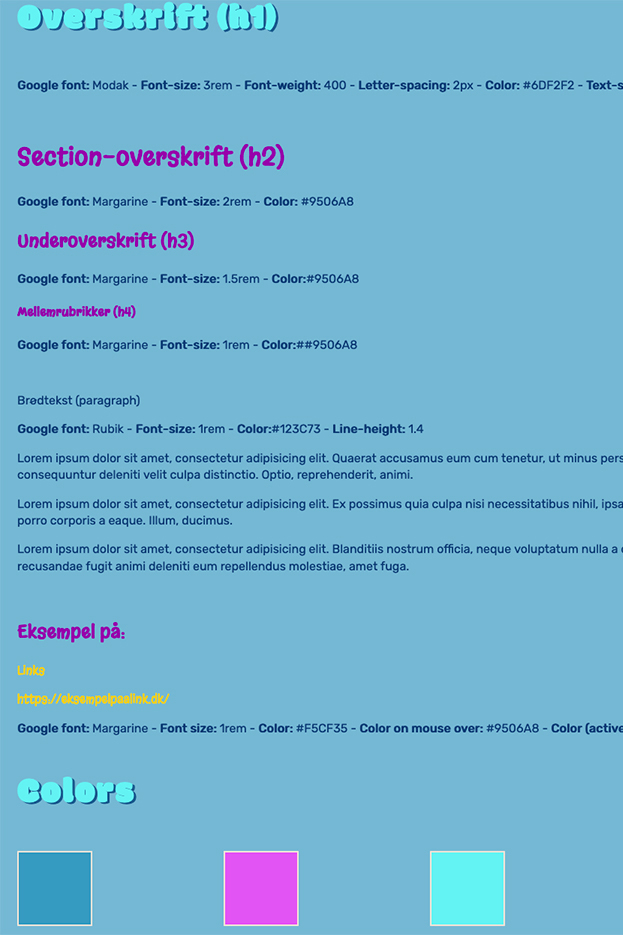 Overskrift (h1)
Google font: Modak - Font-size: 3rem - Font-weight: 400 - Letter-spacing: 2px - Color: #6DF2F2 - Text-s
Section-overskrift (h2)
Google font: Margarine - Font-size: 2rem - Color: #9506A8
Underoverskrift (h3)
Google font: Margarine - Font-size: 1.5rem - Color:#9506A8
Mellemrubrikker (h4)
Google font: Margarine - Font-size: 1rem - Color:##9506A8
Brødtekst (paragraph)
Google font: Rubik - Font-size: 1rem - Color:#123C73 - Line-height: 1.4
Lorem ipsum dolor sit amet, consectetur adipisicing elit. Quaerat accusamus eum cum tenetur, ut minus pers
consequuntur deleniti velit culpa distinctio. Optio, reprehenderit, animi.
Lorem ipsum dolor sit amet, consectetur adipisicing elit. Ex possimus quia culpa nisi necessitatibus nihil, ipsa
porro corporis a eaque. Illum, ducimus.
Lorem ipsum dolor sit amet, consectetur adipisicing elit. Blanditiis nostrum officia, neque voluptatum nulla a
recusandae fugit animi deleniti eum repellendus molestiae, amet fuga.
Eksempel på:
Links
https://eksempelpaalink.dk/
Google font: Margarine - Font size: 1rem - Color: #F5CF35 - Color on mouse over: #9506A8 - Color (active
Colors